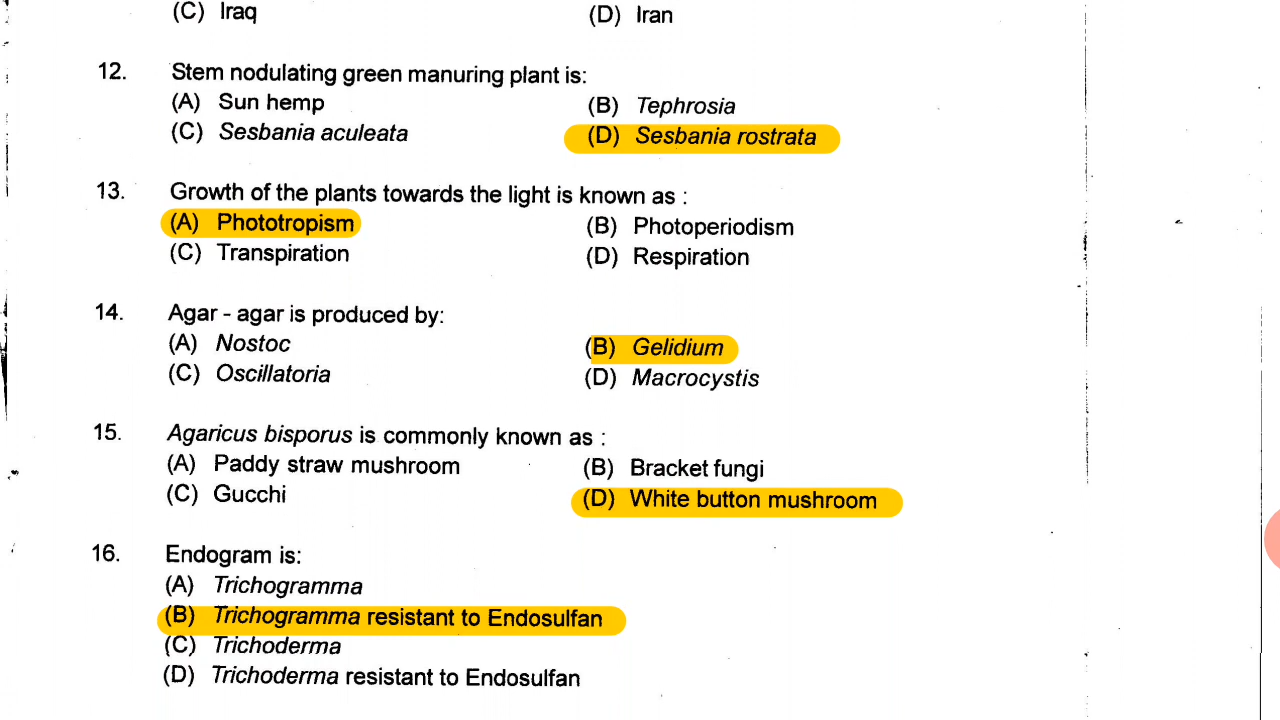 (C) Iraq (D) Iran
12. Stem nodulating green manuring plant is:
(A) Sun hemp (B) Tephrosia
(C) Sesbania aculeata (D) Sesbania rostrata
13. Growth of the plants towards the light is known as :
(A) Phototropism (B) Photoperiodism
(C) Transpiration (D) Respiration
14. Agar - agar is produced by:
(A) Nostoc (B) Gelidium
(C) Oscillatoria (D) Macrocystis
15. Agaricus bisporus is commonly known as :
(A) Paddy straw mushroom (B) Bracket fungi
(C) Gucchi (D) White button mushroom
16. Endogram is:
(A) Trichogramma
(B) Trichogramma resistant to Endosulfan
(C) Trichoderma
(D) Trichoderma resistant to Endosulfan